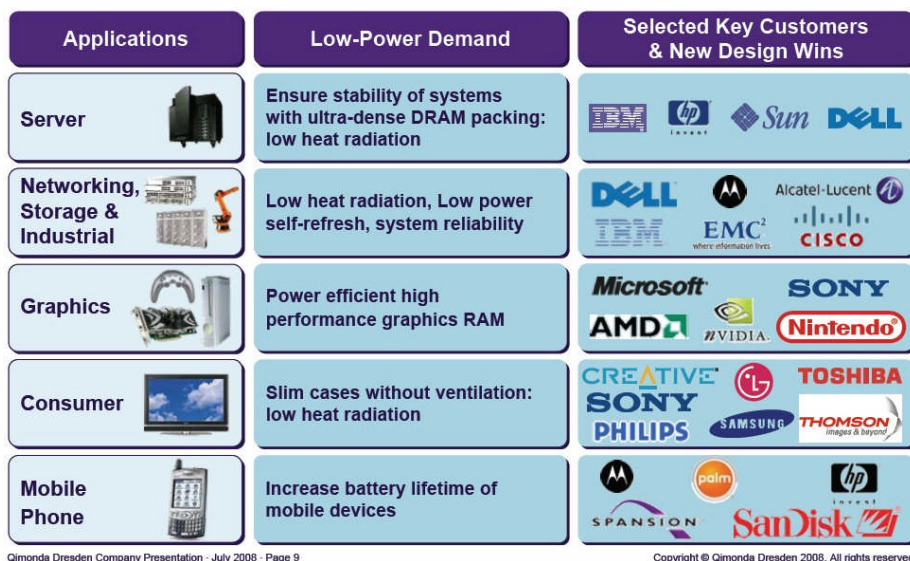 Applications
Low-Power Demand
Selected Key Customers
& New Design Wins
Server
Ensure stability of systems
with ultra-dense DRAM packing:
low heat radiation
IBM
hp
invent
Sun
DELL
Networking,
Storage &
Industrial
Low heat radiation, Low power
self-refresh, system reliability
DELL
Alcatel-Lucent
IBM
EMC²
where information lives
CISCO
Graphics
Power efficient high
performance graphics RAM
Microsoft
SONY
AMD
nVIDIA.
Nintendo®
Consumer
Slim cases without ventilation:
low heat radiation
CREATIVE®
LG
TOSHIBA
SONY
PHILIPS
SAMSUNG
THOMSON
images & beyond
Mobile
Phone
Increase battery lifetime of
mobile devices
palm
hp
invent
SPANSION
SanDisk
Qimonda Dresden Company Presentation · July 2008 · Page 9
Copyright © Qimonda Dresden 2008. All rights reserved